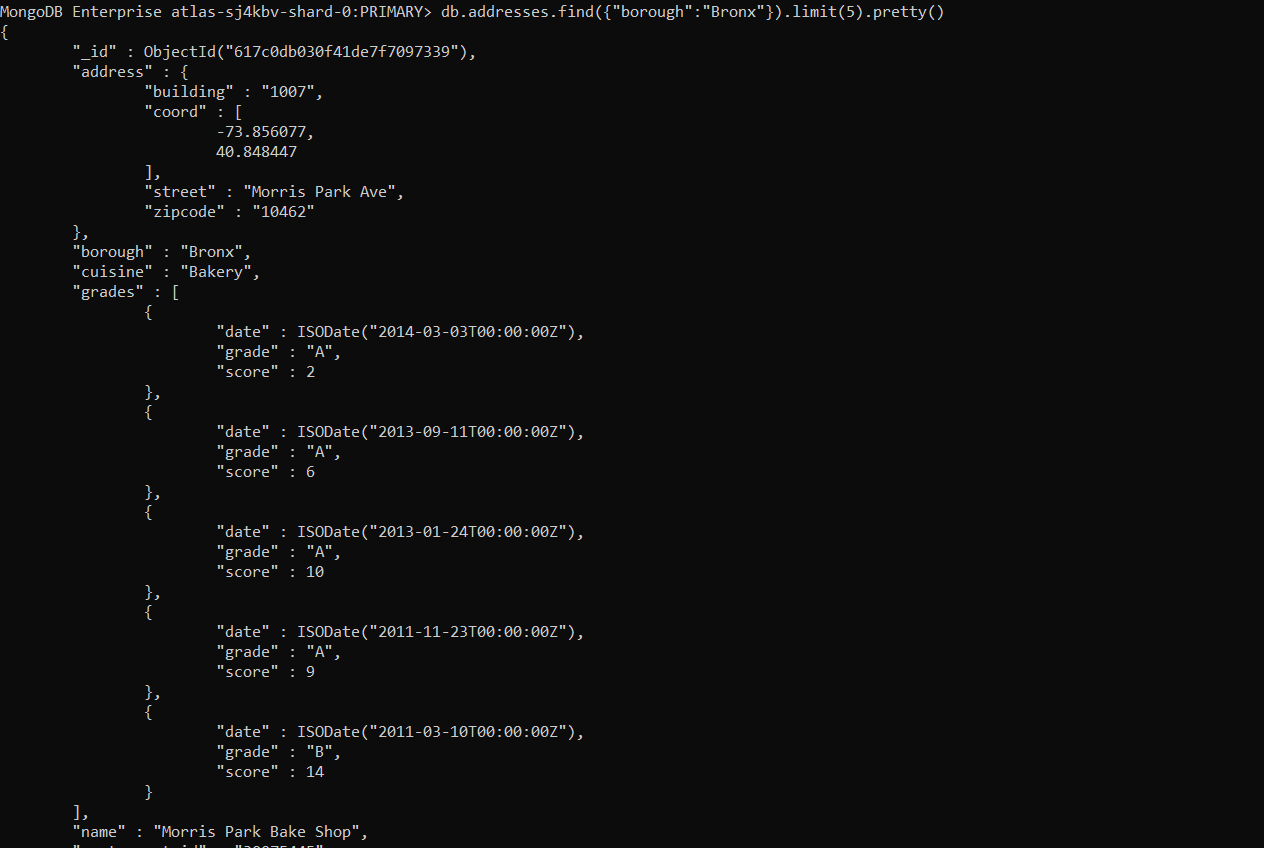 MongoDB Enterprise atlas-sj4kbv-shard-0:PRIMARY> db.addresses.find({"borough":"Bronx"}).limit(5).pretty()
{
        "_id" : ObjectId("617c0db030f41de7f7097339"),
        "address" : {
                "building" : "1007",
                "coord" : [
                        -73.856077,
                        40.848447
                ],
                "street" : "Morris Park Ave",
                "zipcode" : "10462"
        },
        "borough" : "Bronx",
        "cuisine" : "Bakery",
        "grades" : [
                {
                        "date" : ISODate("2014-03-03T00:00:00Z"),
                        "grade" : "A",
                        "score" : 2
                },
                {
                        "date" : ISODate("2013-09-11T00:00:00Z"),
                        "grade" : "A",
                        "score" : 6
                },
                {
                        "date" : ISODate("2013-01-24T00:00:00Z"),
                        "grade" : "A",
                        "score" : 10
                },
                {
                        "date" : ISODate("2011-11-23T00:00:00Z"),
                        "grade" : "A",
                        "score" : 9
                },
                {
                        "date" : ISODate("2011-03-10T00:00:00Z"),
                        "grade" : "B",
                        "score" : 14
                }
        ],
        "name" : "Morris Park Bake Shop",